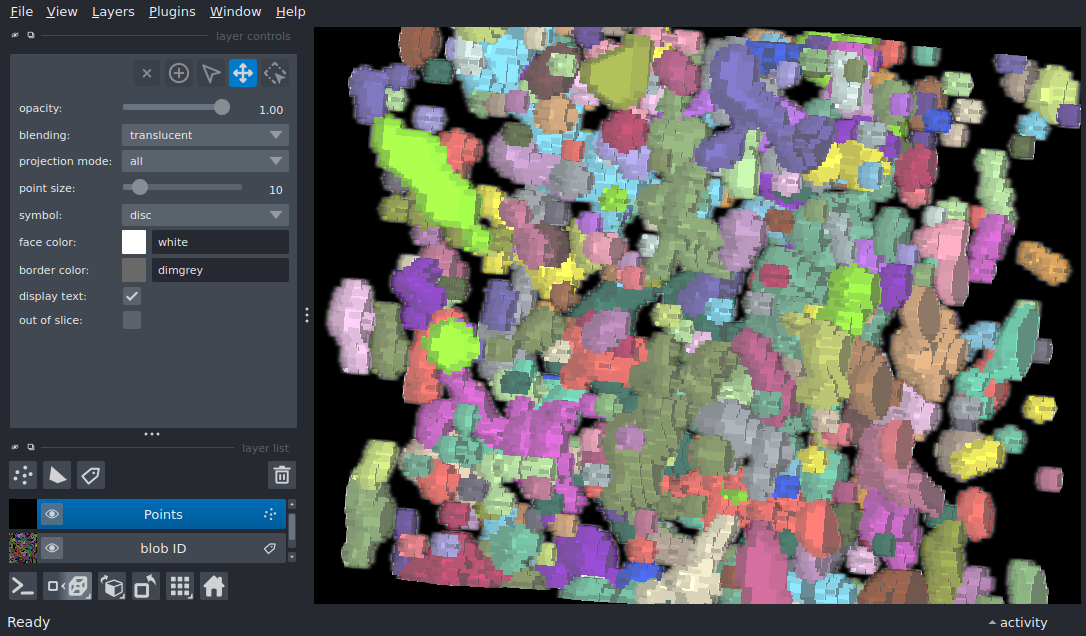 File View Layers Plugins Window Help
layer controls
opacity: 1.00
blending: translucent
projection mode: all
point size: 10
symbol: disc
face color: white
border color: dimgrey
display text:
out of slice:
layer list
Points
blob ID
Ready
activity